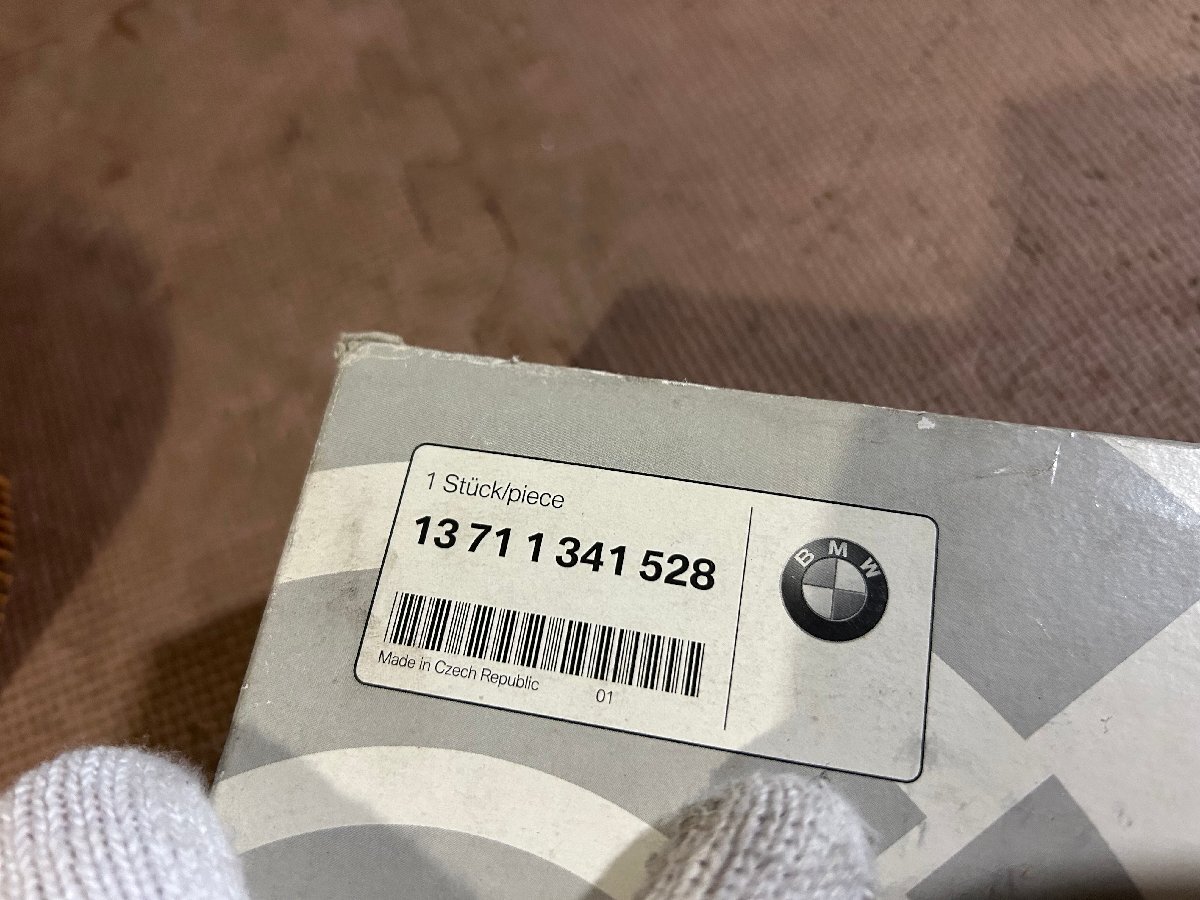 1 Stück/piece
13 71 1 341 528
Made in Czech Republic 01
BMW